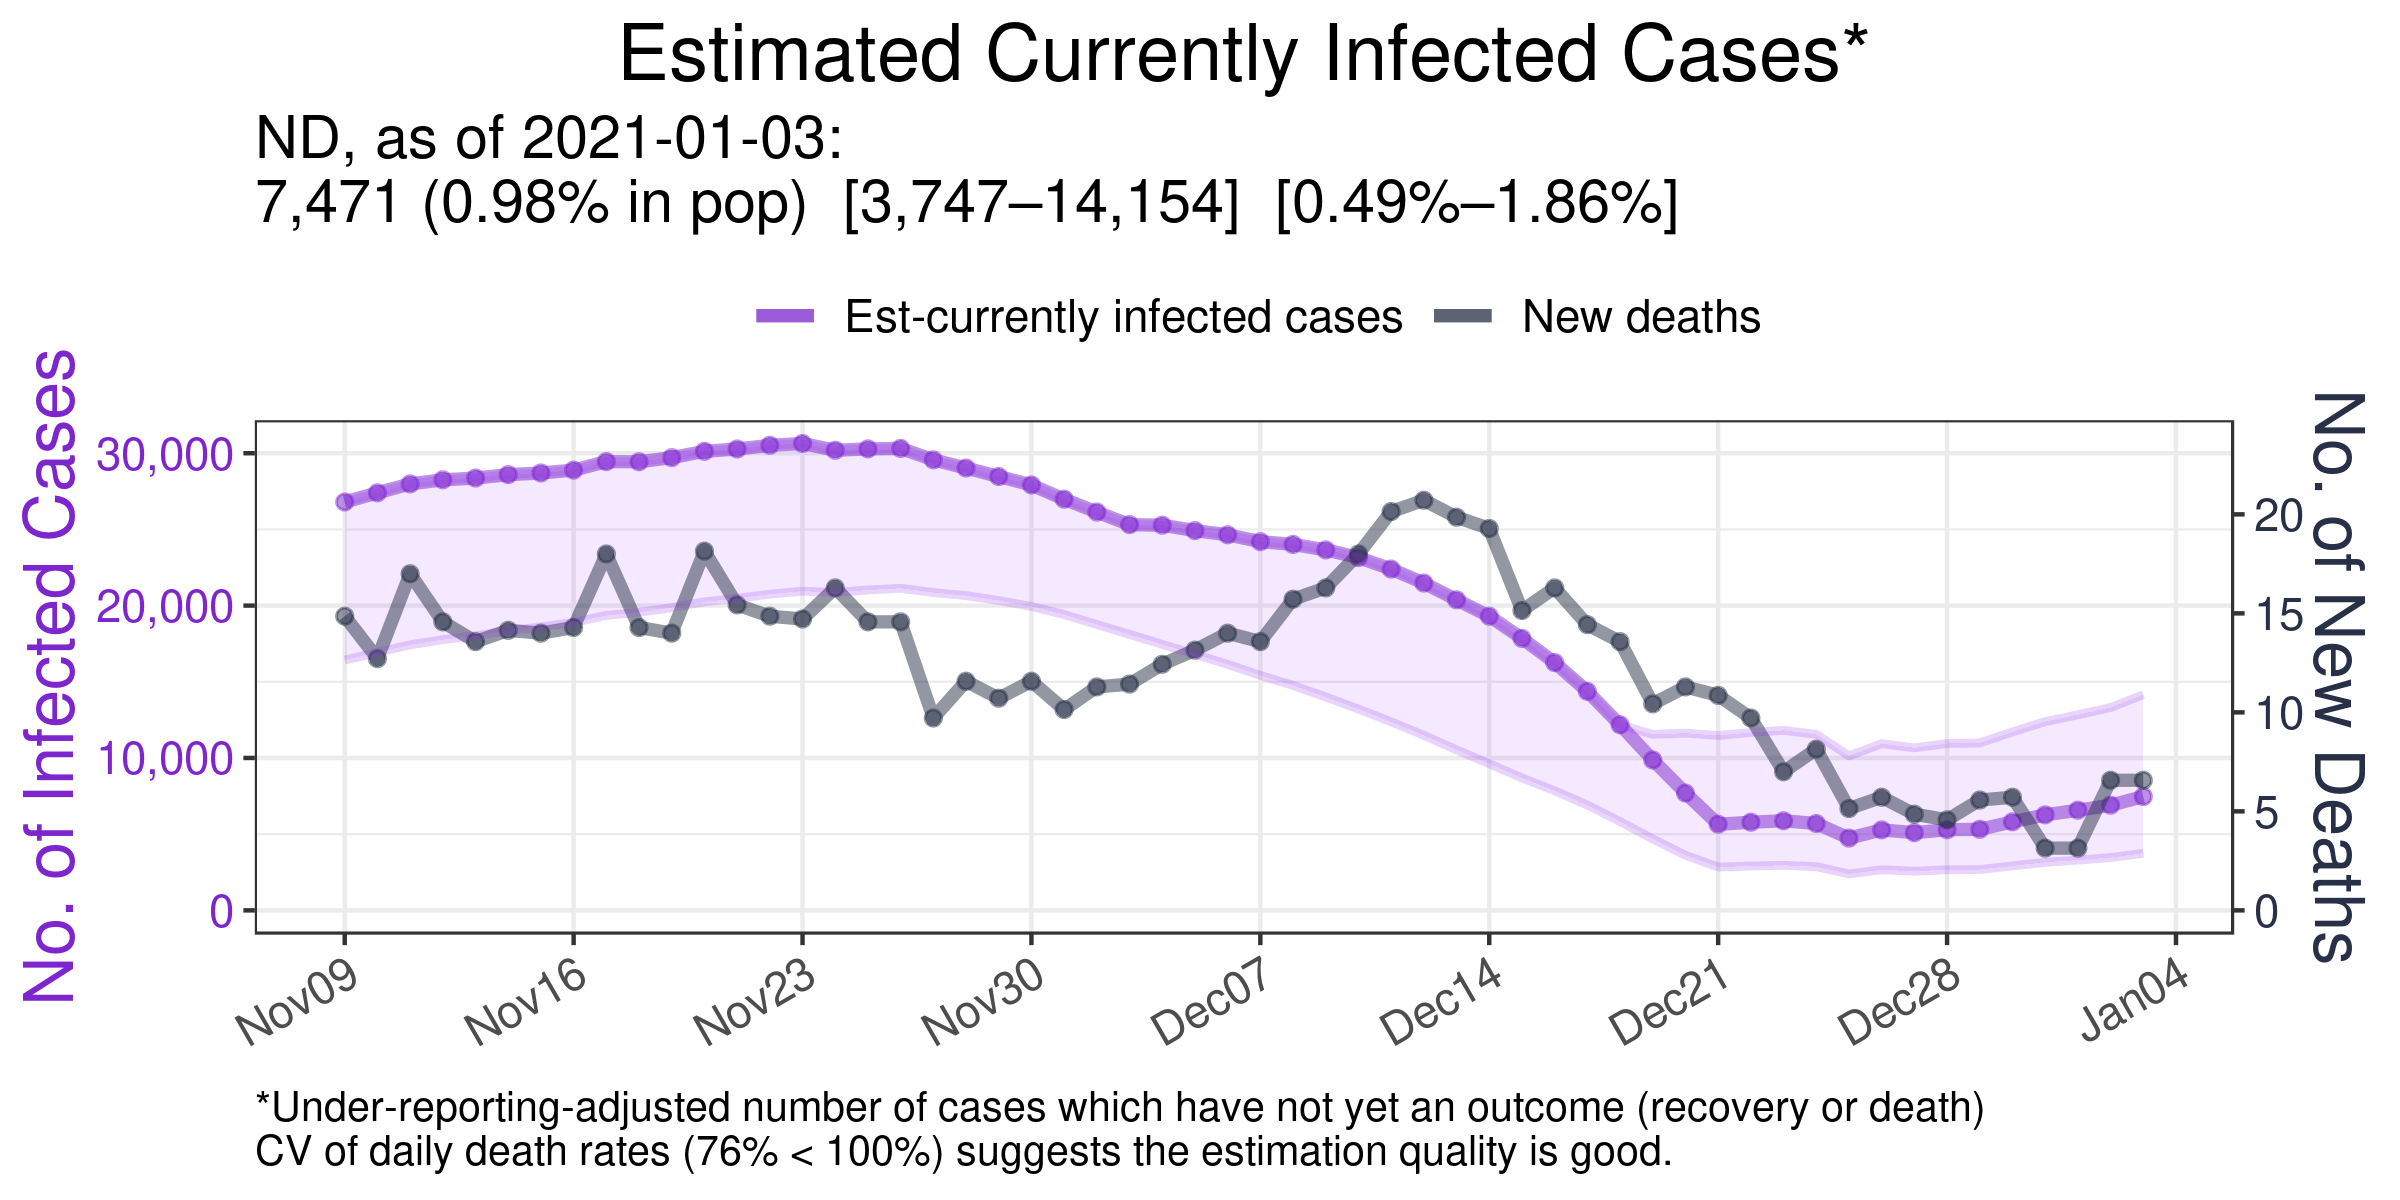 Estimated Currently Infected Cases*
ND, as of 2021-01-03:
7,471 (0.98% in pop)  [3,747–14,154]  [0.49%–1.86%]
Est-currently infected cases
New deaths
No. of Infected Cases
30,000
20,000
10,000
0
No. of New Deaths
20
15
10
5
0
Nov09
Nov16
Nov23
Nov30
Dec07
Dec14
Dec21
Dec28
Jan04
*Under-reporting-adjusted number of cases which have not yet an outcome (recovery or death)
CV of daily death rates (76% < 100%) suggests the estimation quality is good.